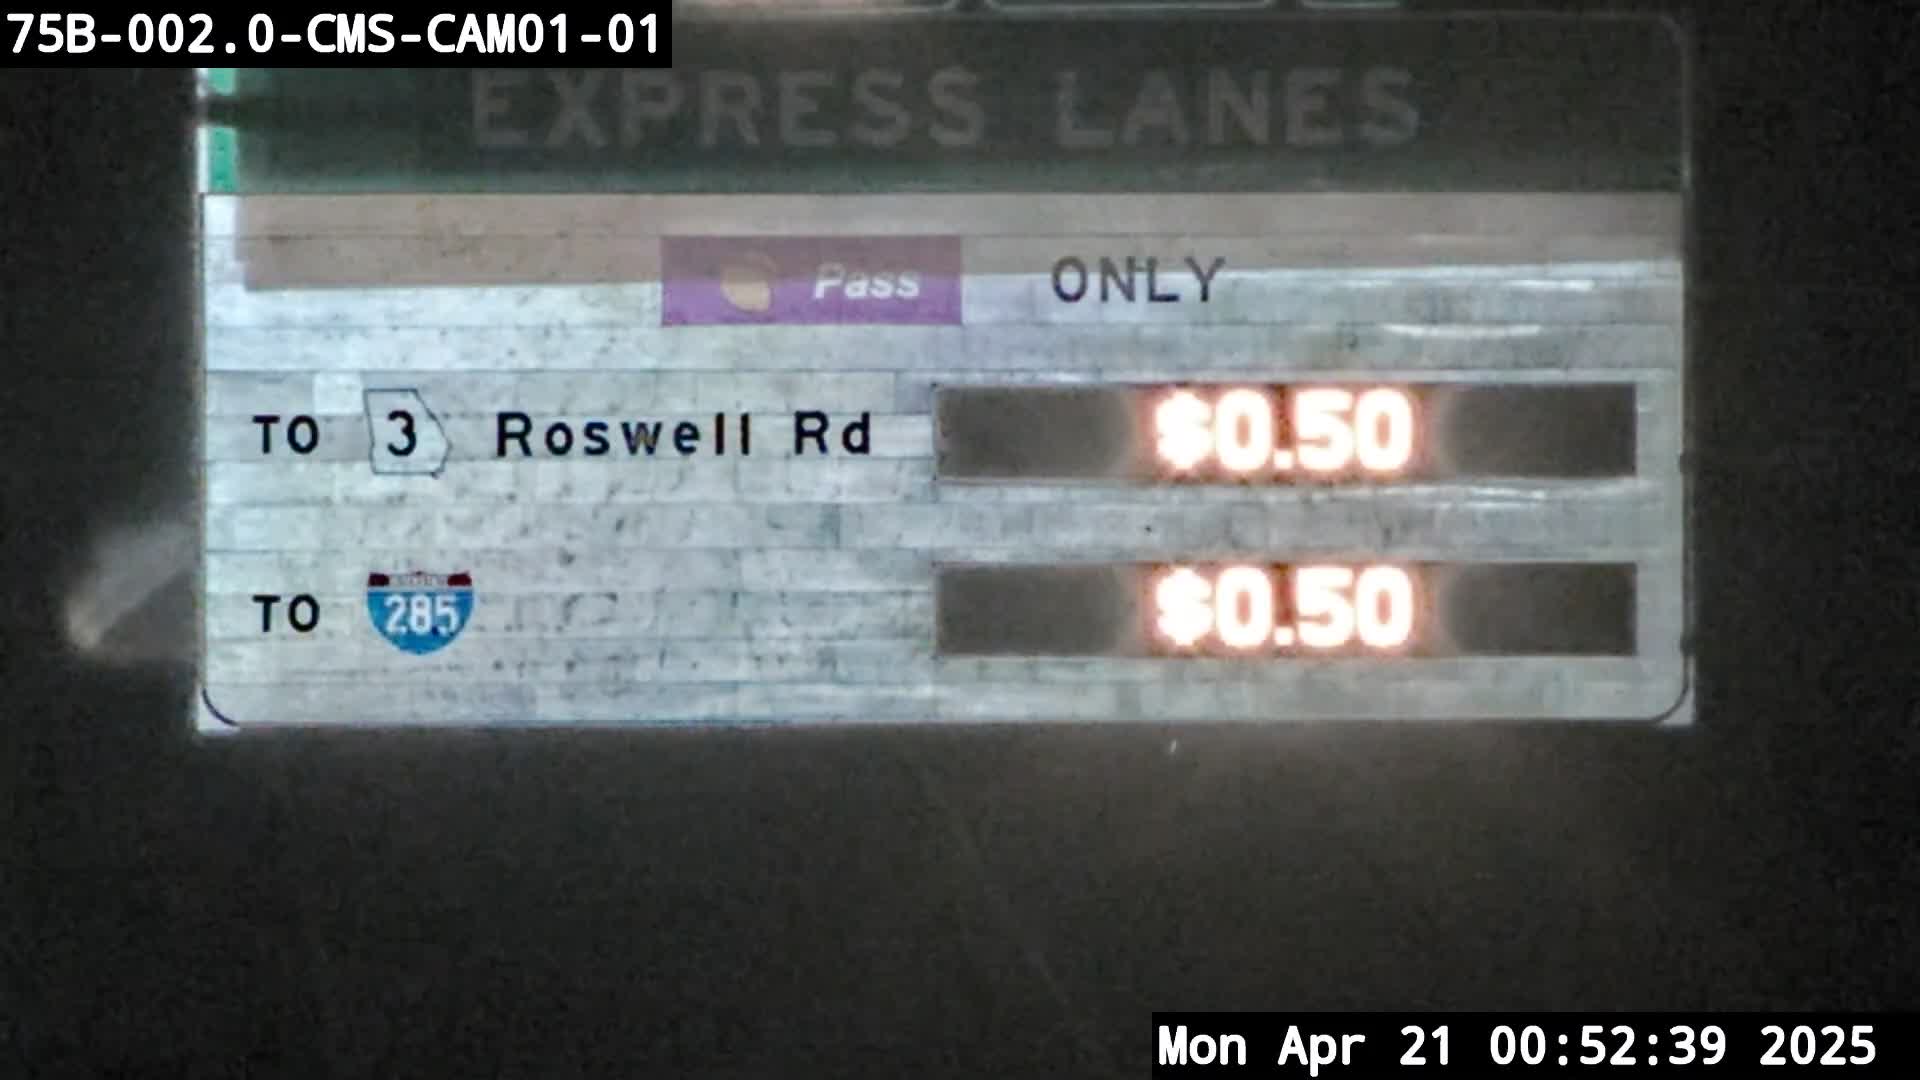 75B-002.0-CMS-CAM01-01
EXPRESS LANES
Pass ONLY
TO 3 Roswell Rd $0.50
TO 285 $0.50
Mon Apr 21 00:52:39 2025